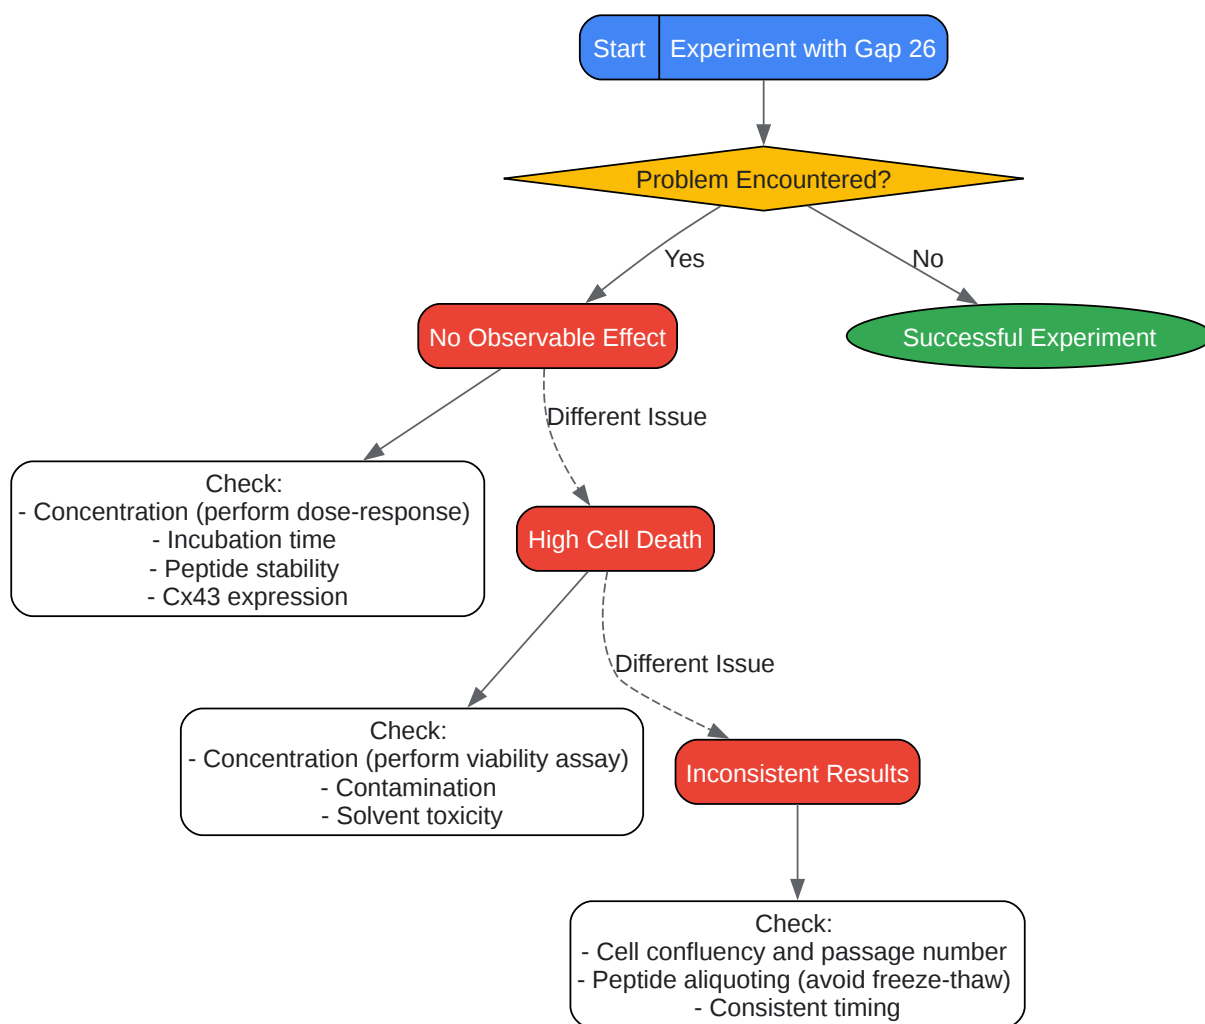 Start
Experiment with Gap 26
Problem Encountered?
Yes
No
No Observable Effect
Successful Experiment
Different Issue
Check:
- Concentration (perform dose-response)
- Incubation time
- Peptide stability
- Cx43 expression
High Cell Death
Different Issue
Check:
- Concentration (perform viability assay)
- Contamination
- Solvent toxicity
Inconsistent Results
Check:
- Cell confluency and passage number
- Peptide aliquoting (avoid freeze-thaw)
- Consistent timing